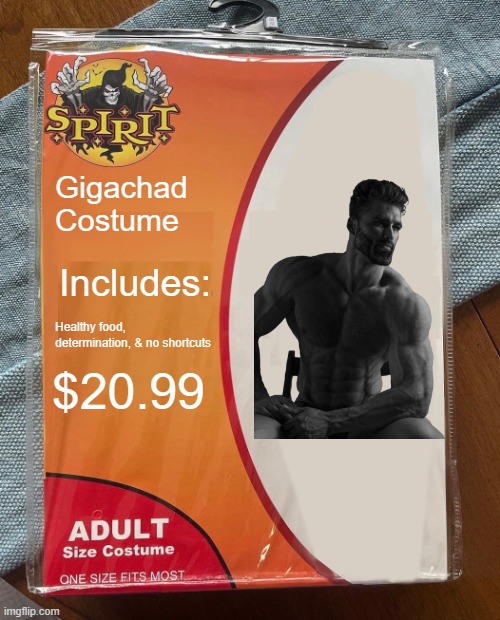 SPIRIT
Gigachad
Costume
Includes:
Healthy food,
determination, & no shortcuts
$20.99
ADULT
Size Costume
ONE SIZE FITS MOST
imgflip.com